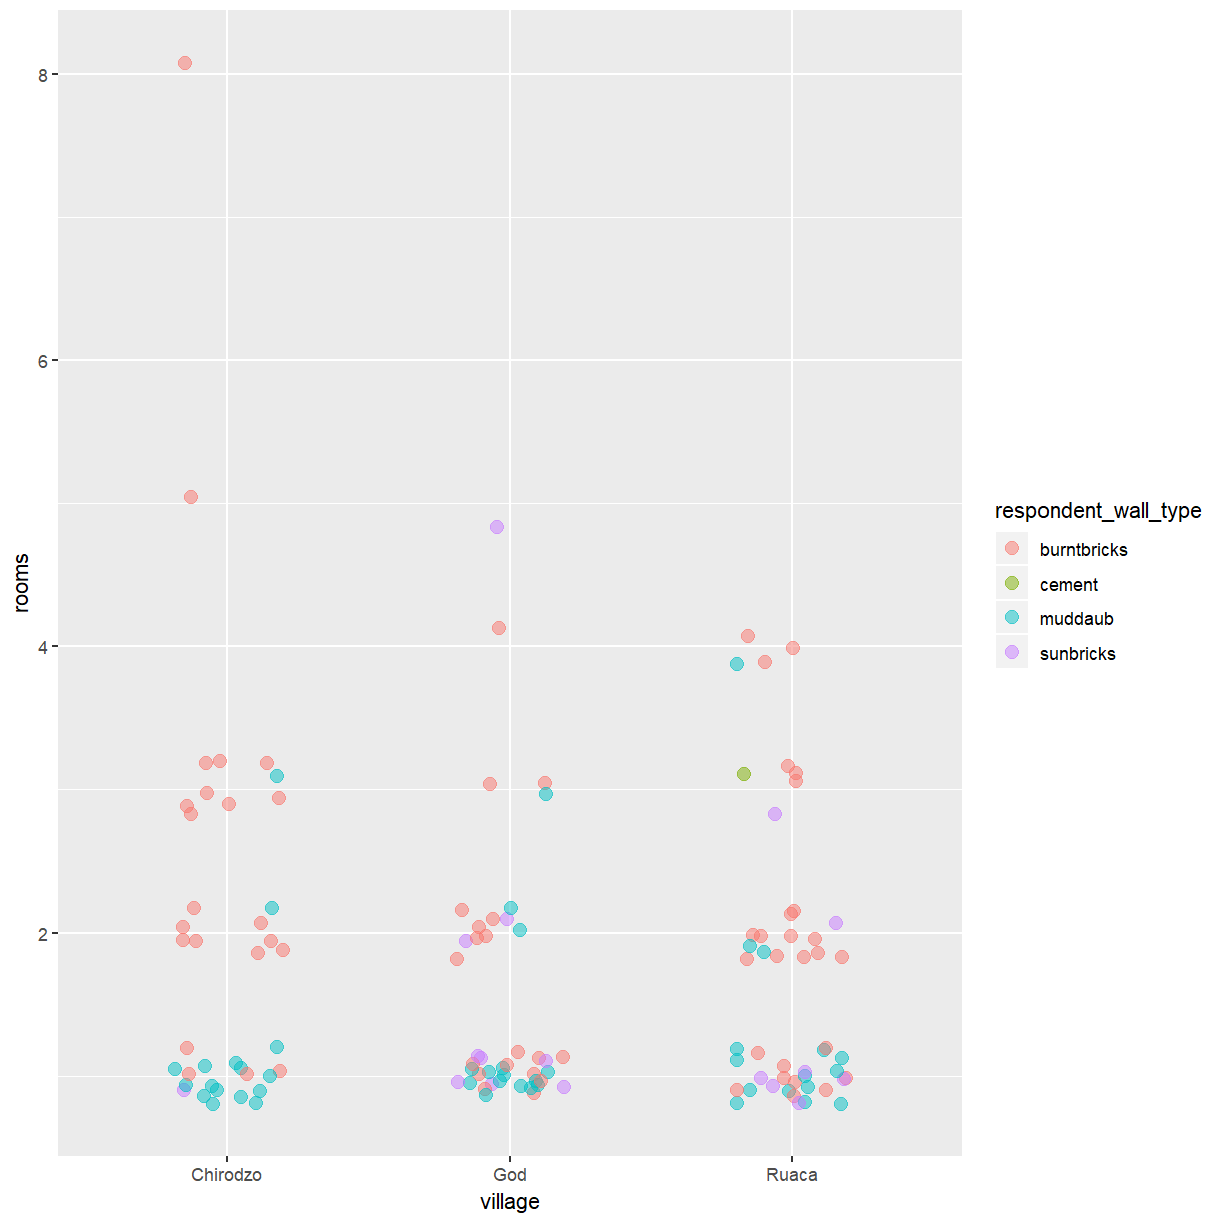 8
6
4
2
rooms
Chirodzo God Ruaca
village
respondent_wall_type
burntbricks
cement
muddaub
sunbricks